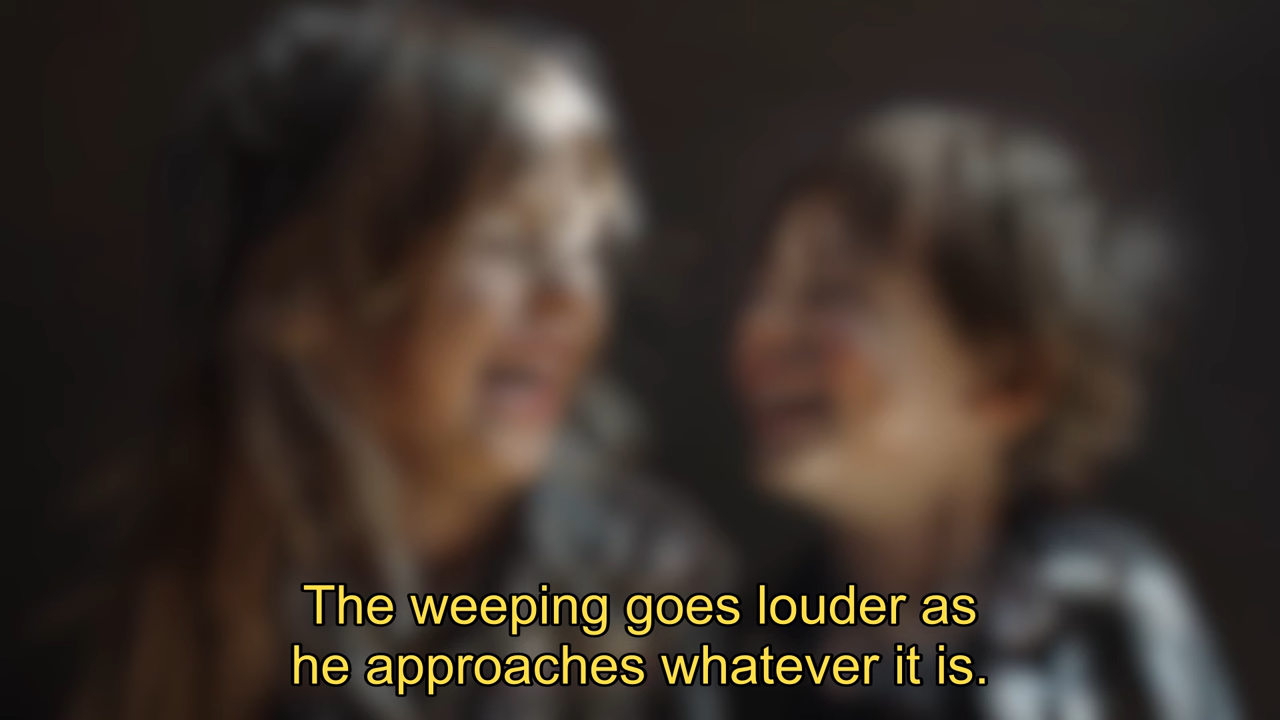 The weeping goes louder as
he approaches whatever it is.